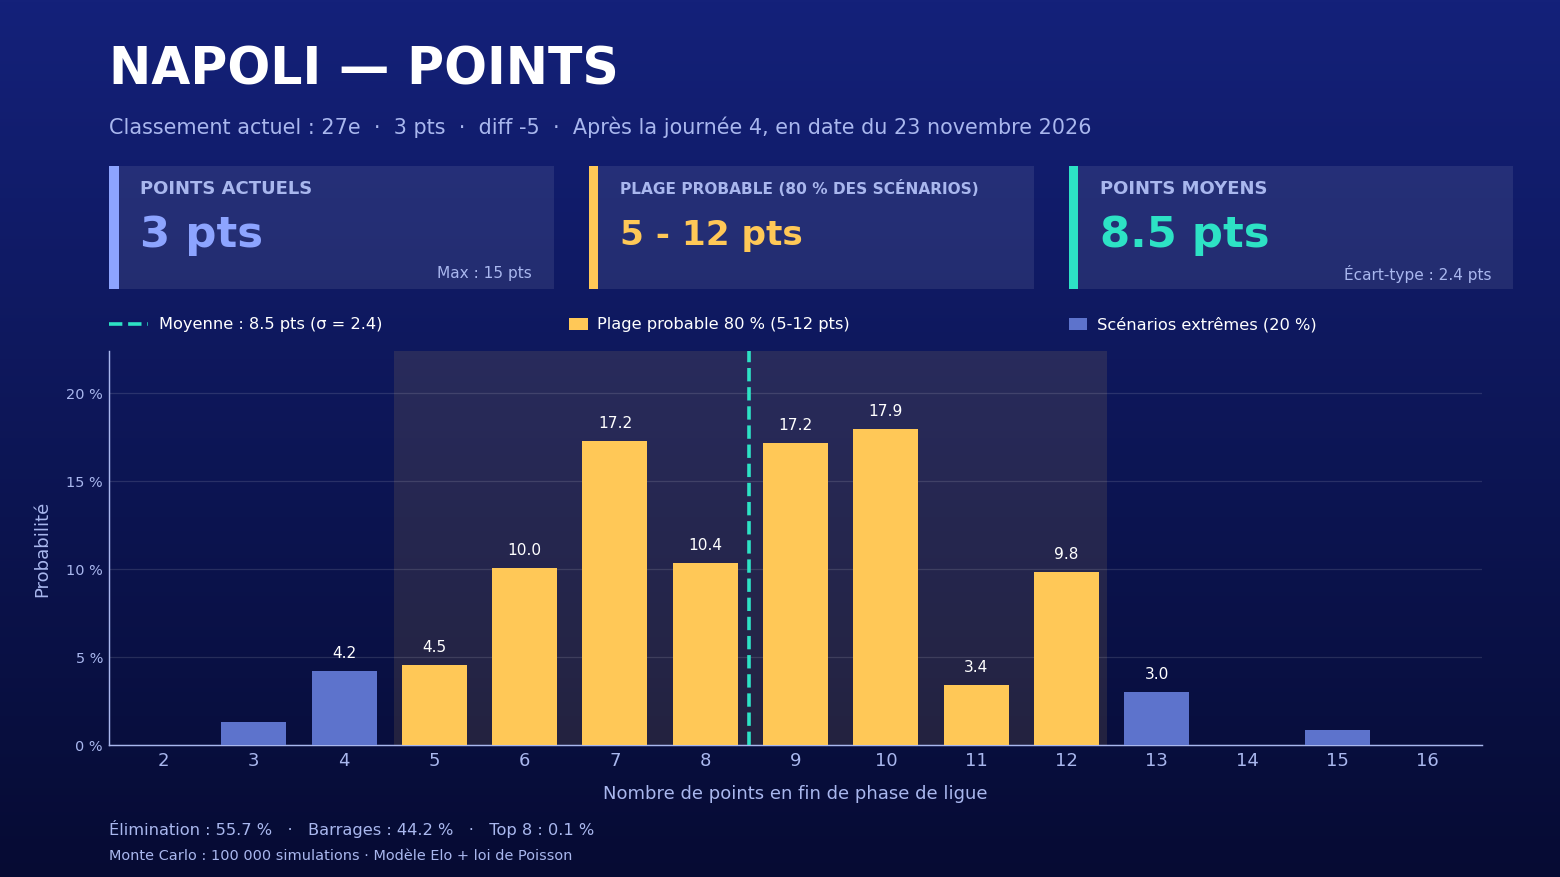 NAPOLI — POINTS
Classement actuel : 27e · 3 pts · diff -5 · Après la journée 4, en date du 23 novembre 2026
POINTS ACTUELS
3 pts
Max : 15 pts
PLAGE PROBABLE (80 % DES SCÉNARIOS)
5 - 12 pts
POINTS MOYENS
8.5 pts
Écart-type : 2.4 pts
Moyenne : 8.5 pts (σ = 2.4)
Plage probable 80 % (5-12 pts)
Scénarios extrêmes (20 %)
Probabilité
20 %
15 %
10 %
5 %
0 %
4.2
4.5
10.0
17.2
10.4
17.2
17.9
3.4
9.8
3.0
2 3 4 5 6 7 8 9 10 11 12 13 14 15 16
Nombre de points en fin de phase de ligue
Élimination : 55.7 % · Barrages : 44.2 % · Top 8 : 0.1 %
Monte Carlo : 100 000 simulations · Modèle Elo + loi de Poisson